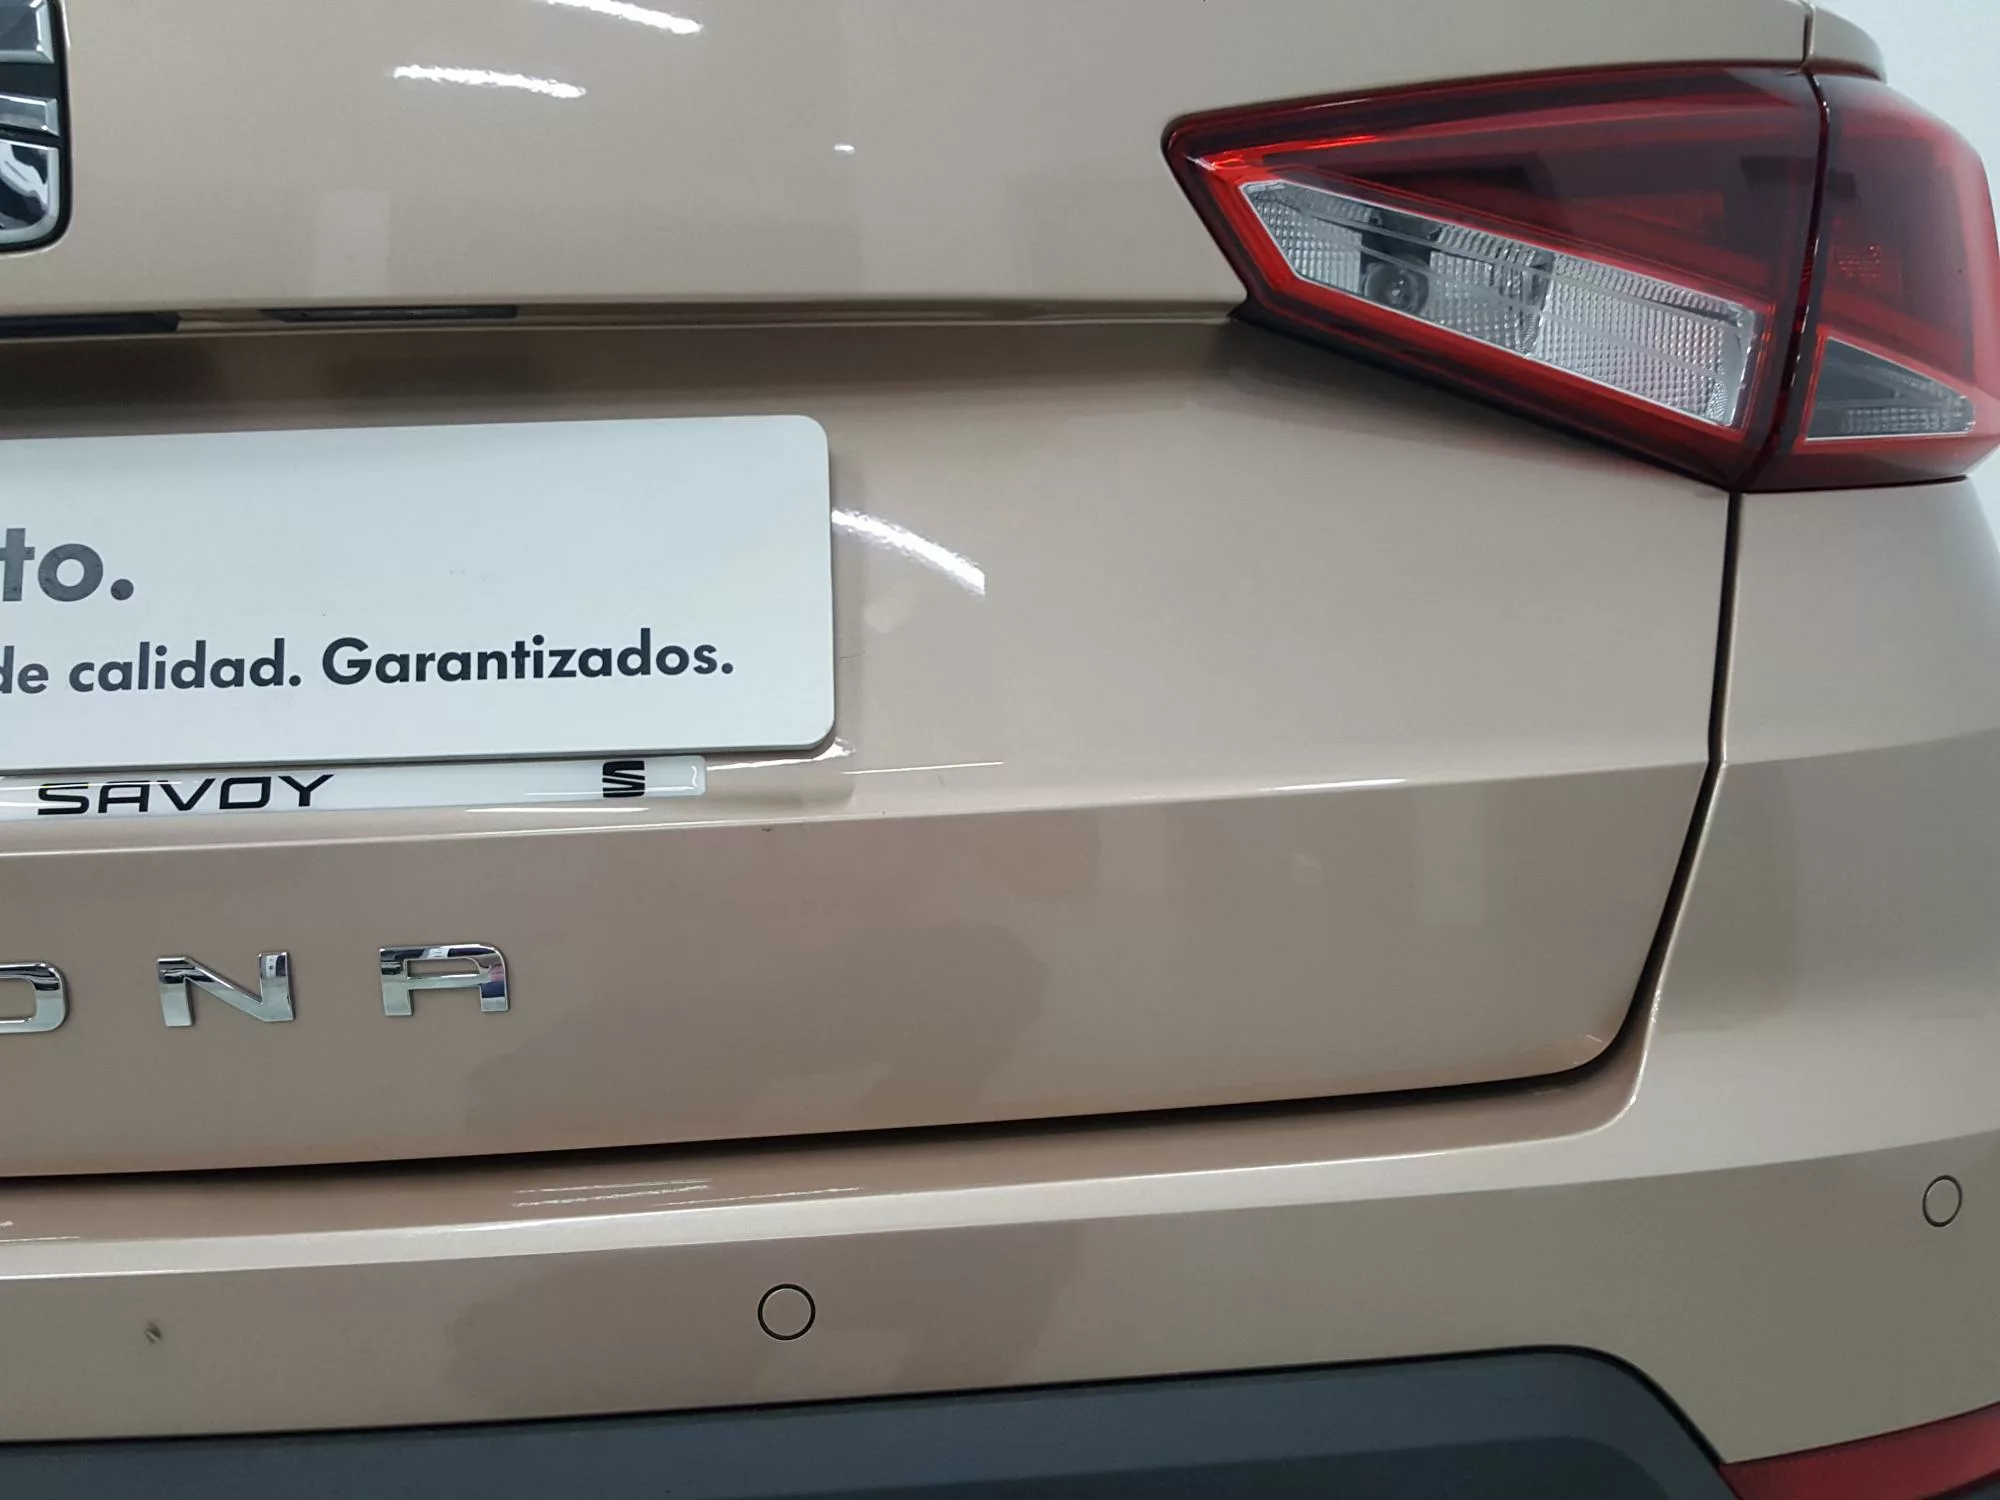 to.
de calidad. Garantizados.
SAVOY
ONA